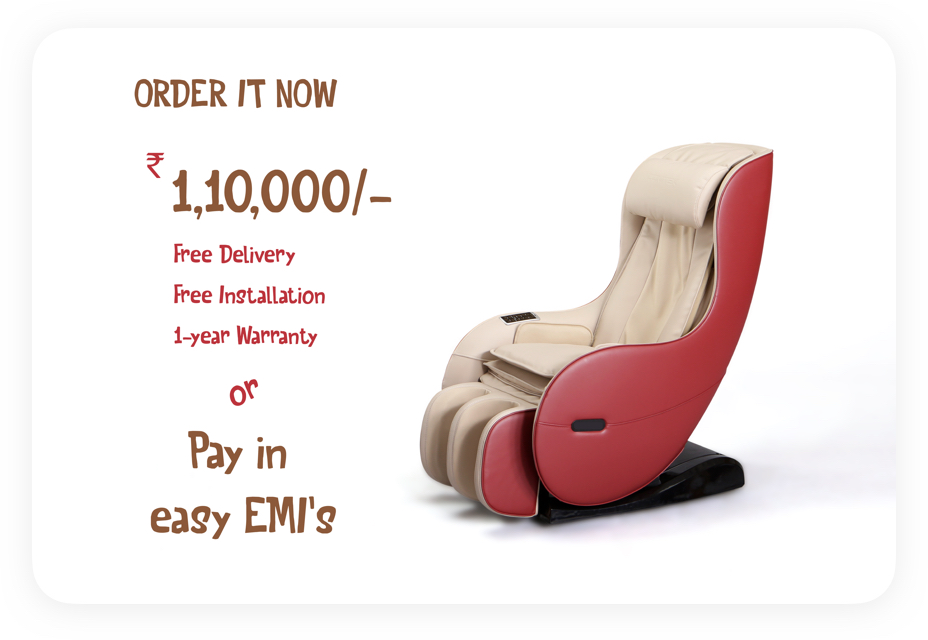 ORDER IT NOW
₹ 1,10,000/-
Free Delivery
Free Installation
1-year Warranty
or
Pay in
easy EMI's